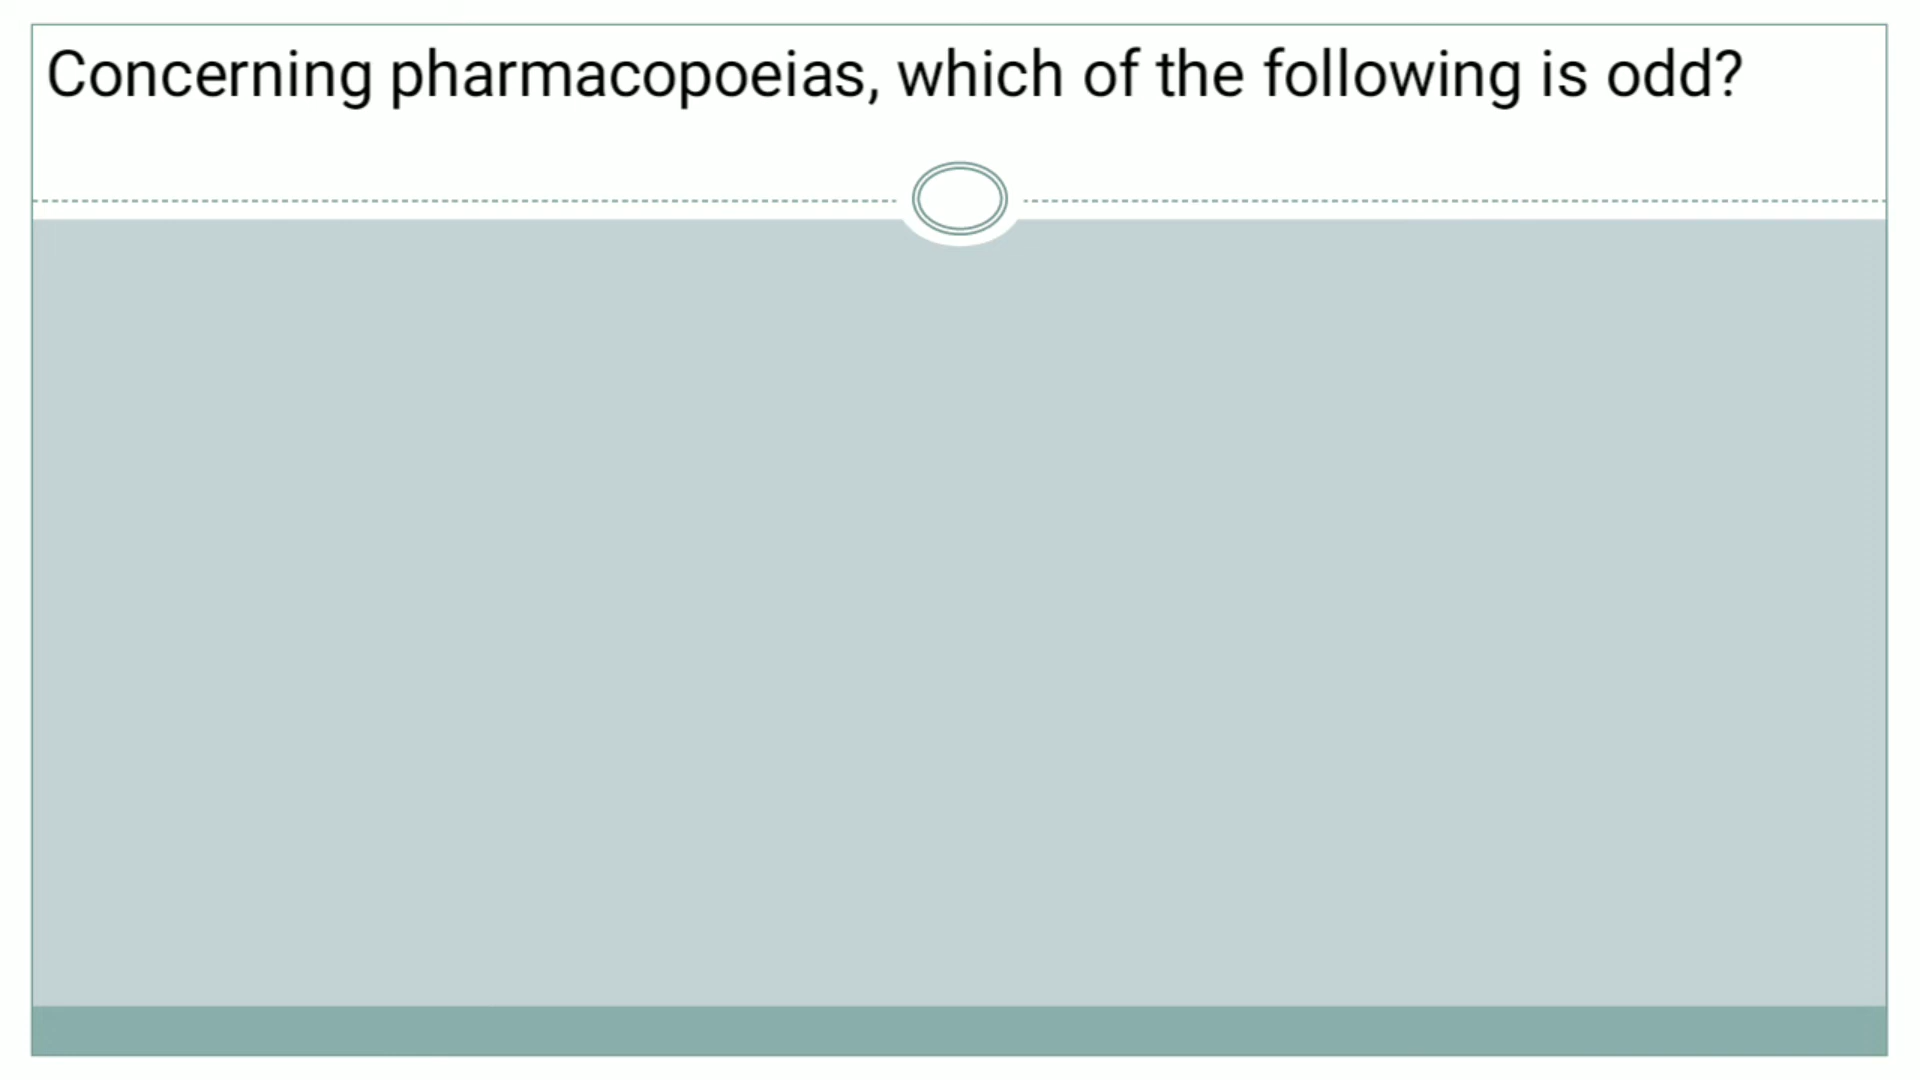 Concerning pharmacopoeias, which of the following is odd?